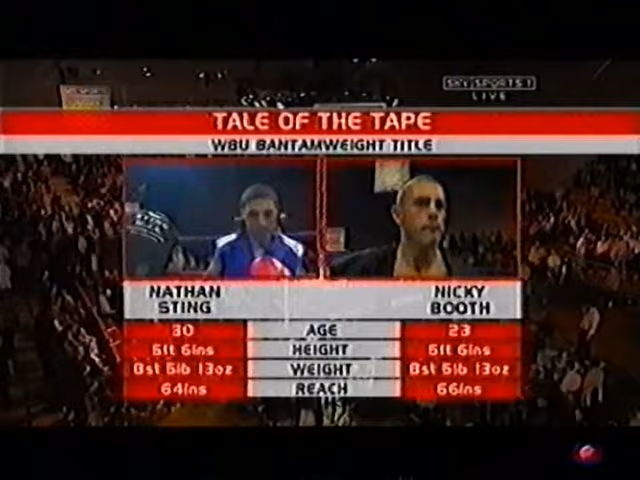 SKY SPORTS 1
LIVE
TALE OF THE TAPE
WBU BANTAMWEIGHT TITLE
NATHAN STING
NICKY BOOTH
30 AGE 23
5ft 6ins HEIGHT 5ft 6ins
8st 5lb 13oz WEIGHT 8st 5lb 13oz
64ins REACH 66ins